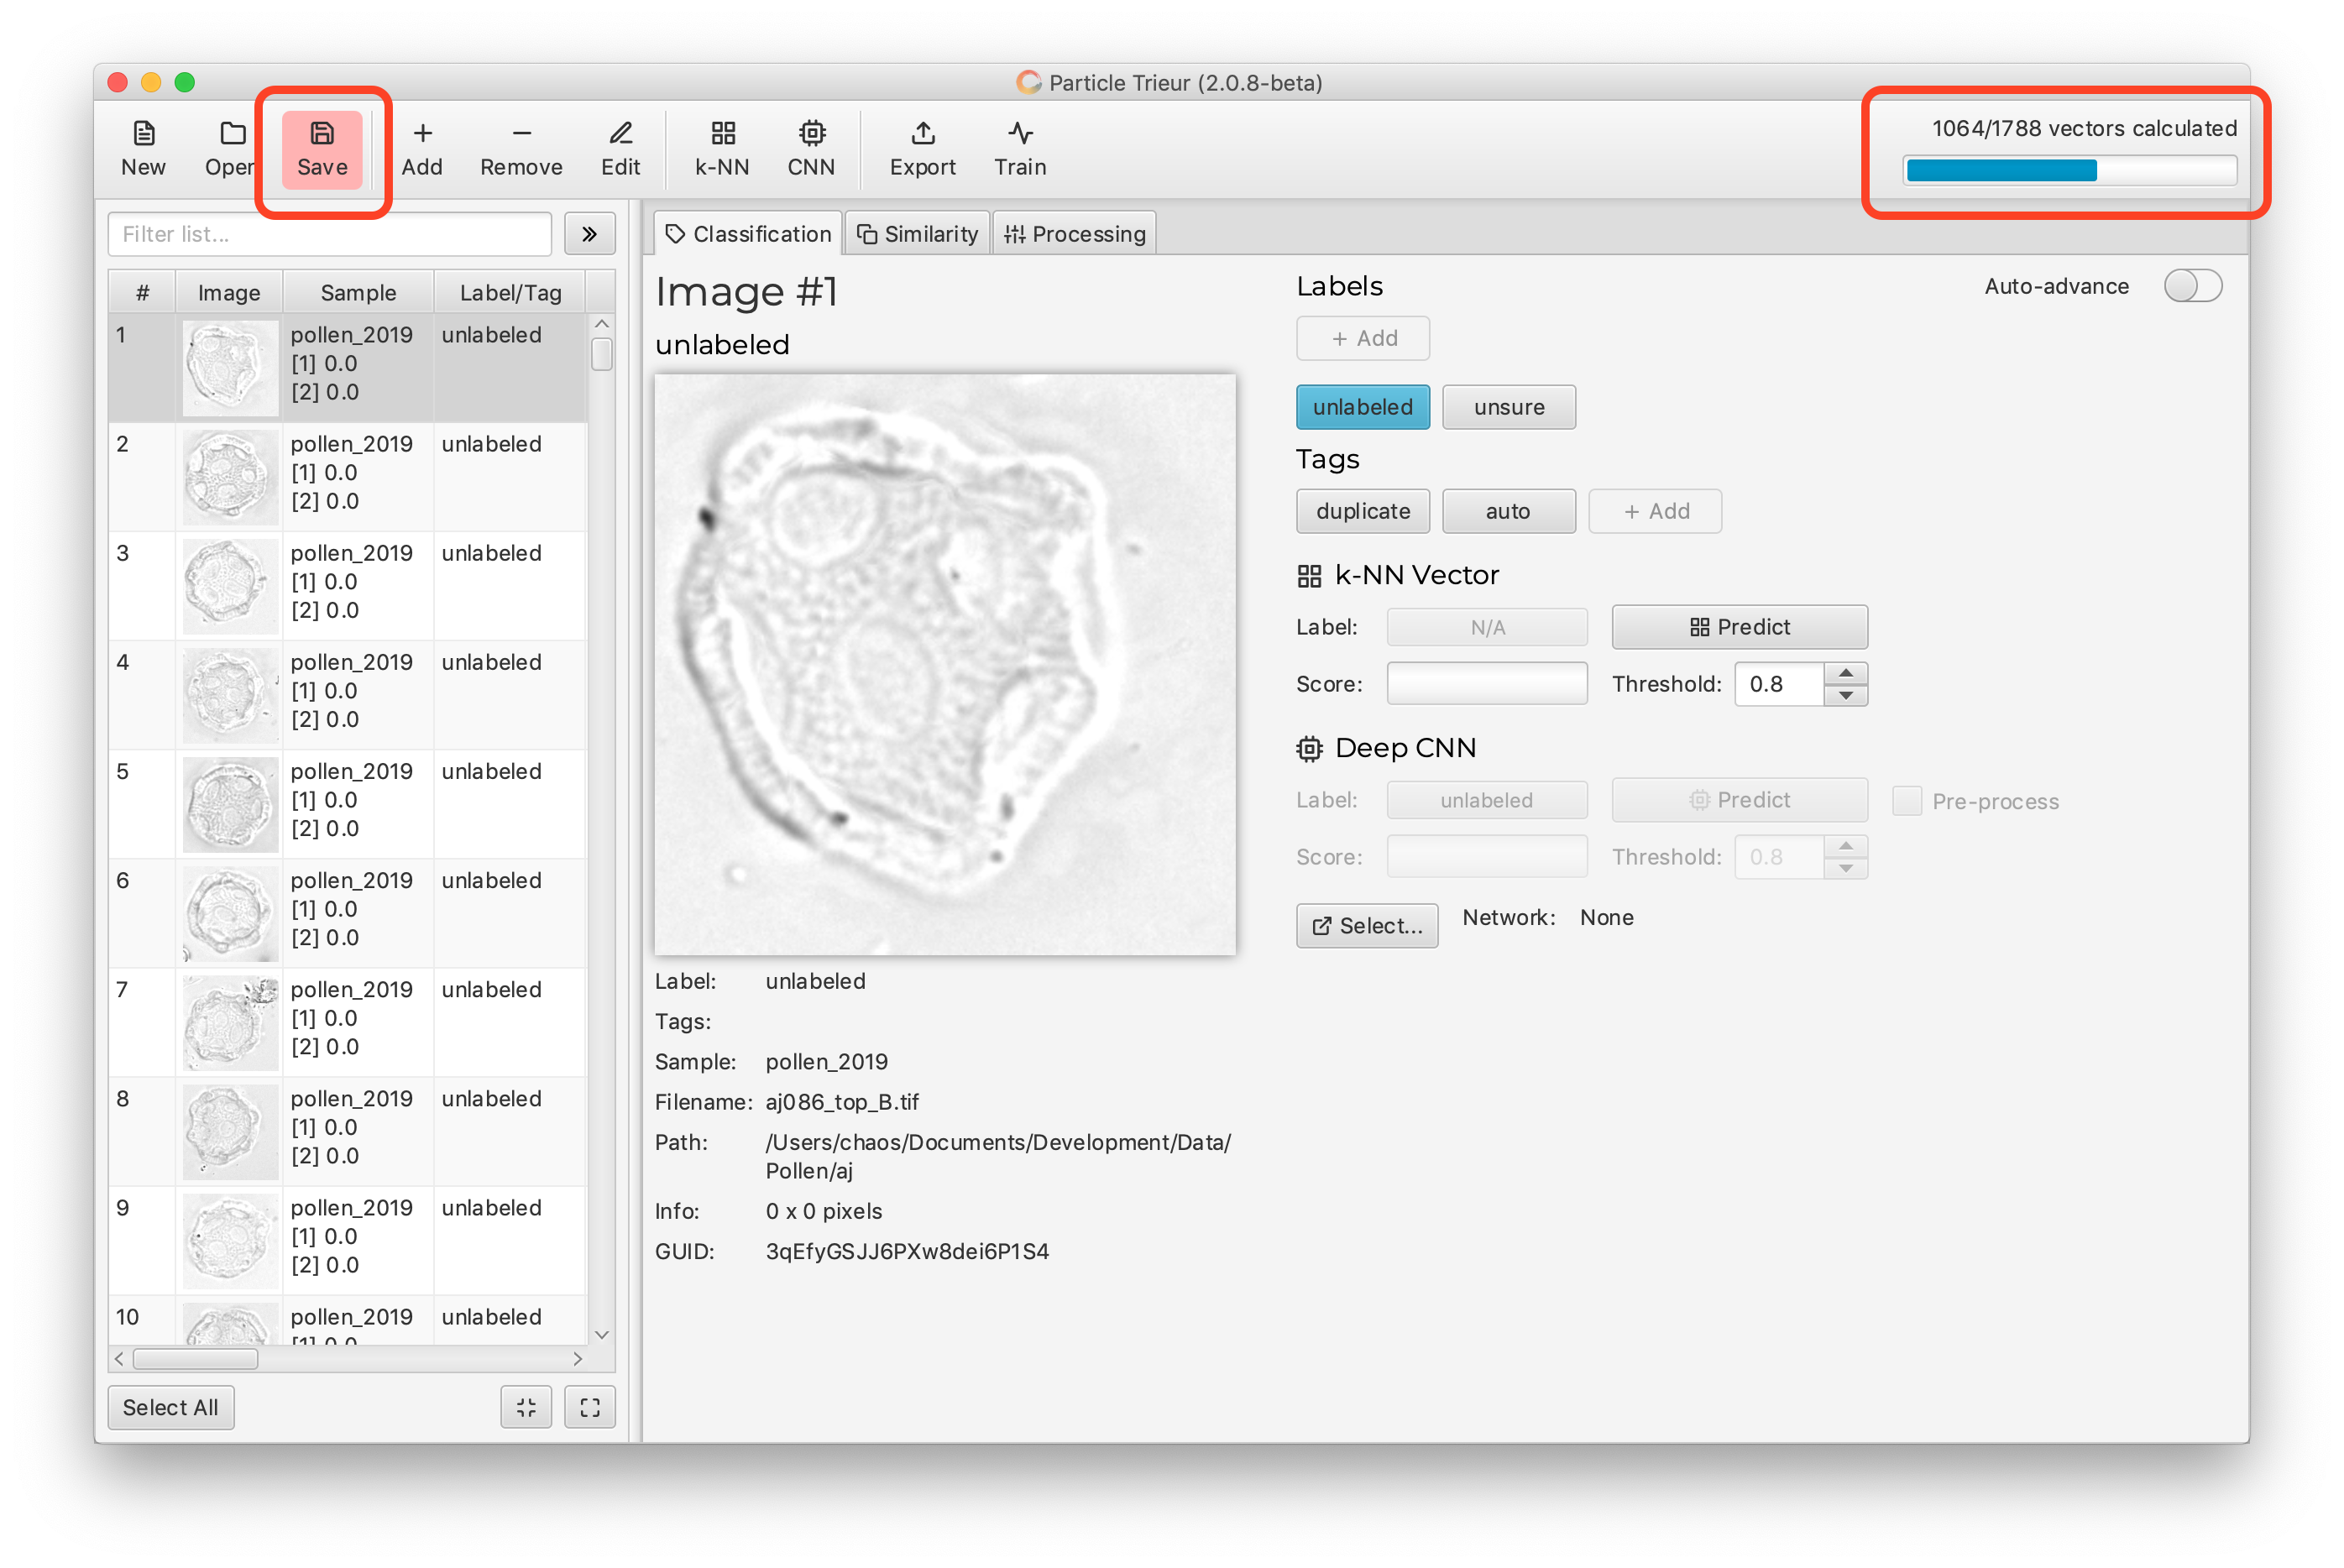 Particle Trieur (2.0.8-beta)
New
Open
Save
Add
Remove
Edit
k-NN
CNN
Export
Train
1064/1788 vectors calculated
Filter list...
# Image Sample Label/Tag
1 pollen_2019 unlabeled
[1] 0.0
[2] 0.0
2 pollen_2019 unlabeled
[1] 0.0
[2] 0.0
3 pollen_2019 unlabeled
[1] 0.0
[2] 0.0
4 pollen_2019 unlabeled
[1] 0.0
[2] 0.0
5 pollen_2019 unlabeled
[1] 0.0
[2] 0.0
6 pollen_2019 unlabeled
[1] 0.0
[2] 0.0
7 pollen_2019 unlabeled
[1] 0.0
[2] 0.0
8 pollen_2019 unlabeled
[1] 0.0
[2] 0.0
9 pollen_2019 unlabeled
[1] 0.0
[2] 0.0
10 pollen_2019 unlabeled
[1] 0.0
Select All
Classification
Similarity
Processing
Image #1
unlabeled
Label: unlabeled
Tags:
Sample: pollen_2019
Filename: aj086_top_B.tif
Path: /Users/chaos/Documents/Development/Data/
Pollen/aj
Info: 0 x 0 pixels
GUID: 3qEfyGSJJ6PXw8dei6P1S4
Labels
Auto-advance
+ Add
unlabeled
unsure
Tags
duplicate
auto
+ Add
k-NN Vector
Label: N/A Predict
Score: Threshold: 0.8
Deep CNN
Label: unlabeled Predict Pre-process
Score: Threshold: 0.8
Select... Network: None